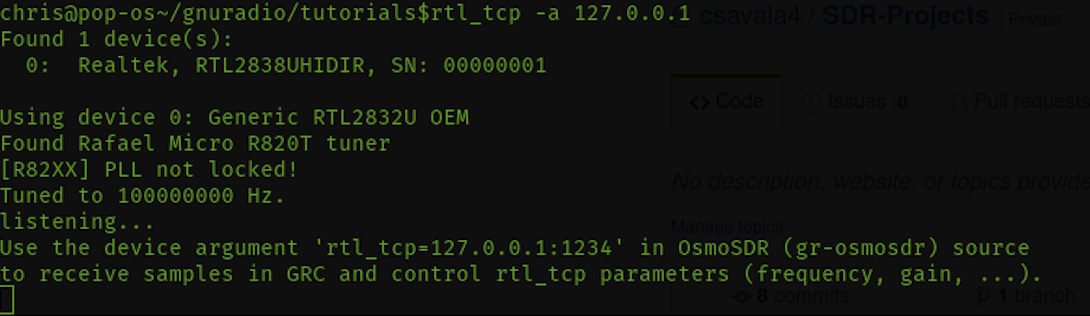 chris@pop-os~/gnuradio/tutorials$rtl_tcp -a 127.0.0.1
csavala4 / SDR-Projects Private
Found 1 device(s):
0: Realtek, RTL2838UHIDIR, SN: 00000001
<> Code Issues 0 Pull requests
Using device 0: Generic RTL2832U OEM
Found Rafael Micro R820T tuner
[R82XX] PLL not locked!
No description, website, or topics provide
Tuned to 100000000 Hz.
listening...
Manage topics
Use the device argument 'rtl_tcp=127.0.0.1:1234' in OsmoSDR (gr-osmosdr) source
to receive samples in GRC and control rtl_tcp parameters (frequency, gain, ...).
8 commits 1 branch